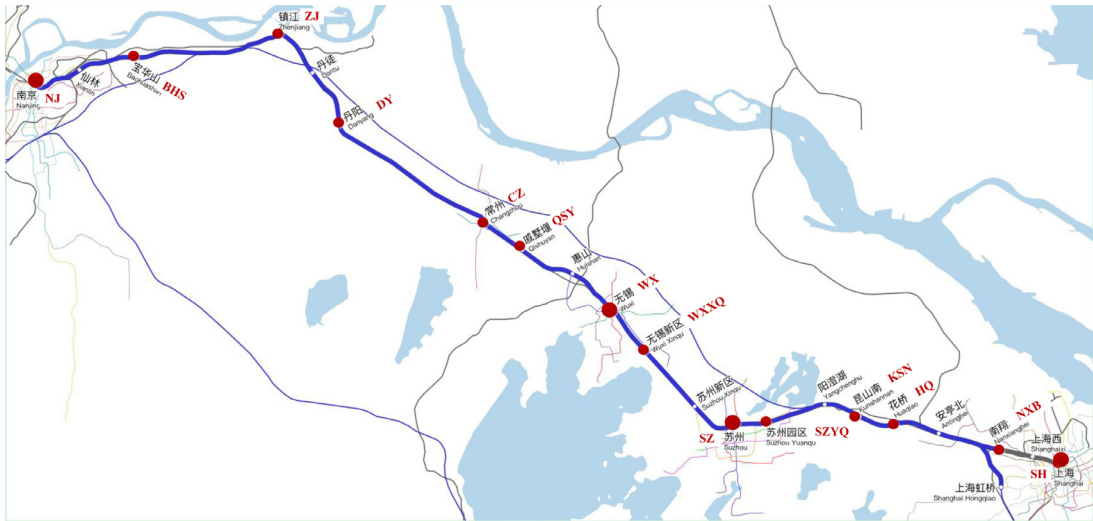 镇江 ZJ
Zhenjiang
丹徒
Dantu
宝华山 BHS
Baohuashan
仙林
Xianlin
南京 NJ
Nanjing
丹阳 DY
Danyang
常州 CZ
Changzhou
戚墅堰 QSY
Qishuyan
惠山
Huishan
无锡 WX
Wuxi
无锡新区 WXXQ
Wuxi Xinqu
苏州新区
Suzhou Xinqu
SZ 苏州
Suzhou
苏州园区 SZYQ
Suzhou Yuanqu
阳澄湖
Yangchenghu
昆山南 KSN
Kunshannan
花桥 HQ
Huaqiao
安亭北
Antingbei
南翔 NXB
Nanxiangbei
上海西
Shanghaixi
SH 上海
Shanghai
上海虹桥
Shanghai Hongqiao